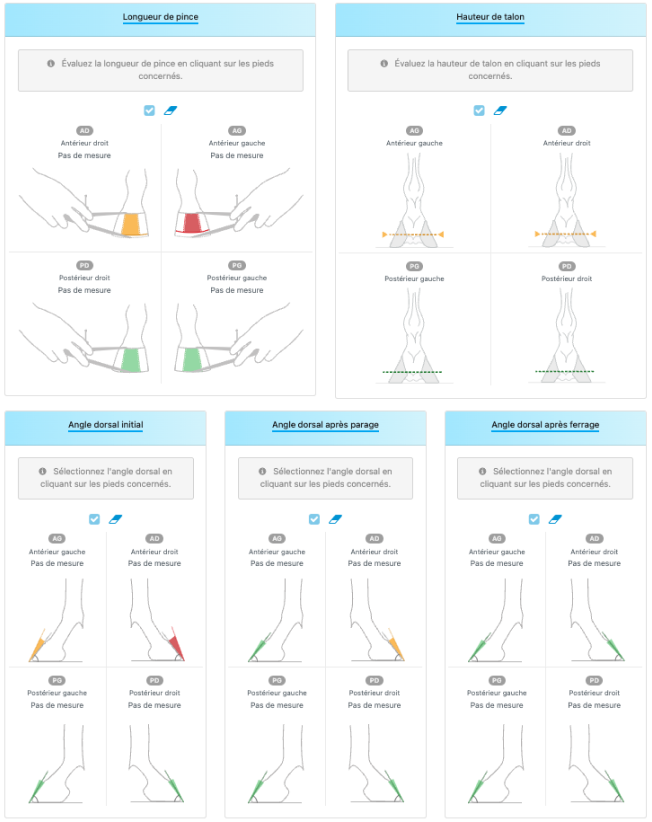 Longueur de pince
Évaluez la longueur de pince en cliquant sur les pieds
concernés.
AD
Antérieur droit
Pas de mesure
AG
Antérieur gauche
Pas de mesure
PD
Postérieur droit
Pas de mesure
PG
Postérieur gauche
Pas de mesure
Hauteur de talon
Évaluez la hauteur de talon en cliquant sur les pieds
concernés.
AG
Antérieur gauche
AD
Antérieur droit
PG
Postérieur gauche
PD
Postérieur droit
Angle dorsal initial
Sélectionnez l'angle dorsal en
cliquant sur les pieds concernés.
AG
Antérieur gauche
Pas de mesure
AD
Antérieur droit
Pas de mesure
PG
Postérieur gauche
Pas de mesure
PD
Postérieur droit
Pas de mesure
Angle dorsal après parage
Sélectionnez l'angle dorsal en
cliquant sur les pieds concernés.
AG
Antérieur gauche
Pas de mesure
AD
Antérieur droit
Pas de mesure
PG
Postérieur gauche
Pas de mesure
PD
Postérieur droit
Pas de mesure
Angle dorsal après ferrage
Sélectionnez l'angle dorsal en
cliquant sur les pieds concernés.
AG
Antérieur gauche
Pas de mesure
AD
Antérieur droit
Pas de mesure
PG
Postérieur gauche
Pas de mesure
PD
Postérieur droit
Pas de mesure